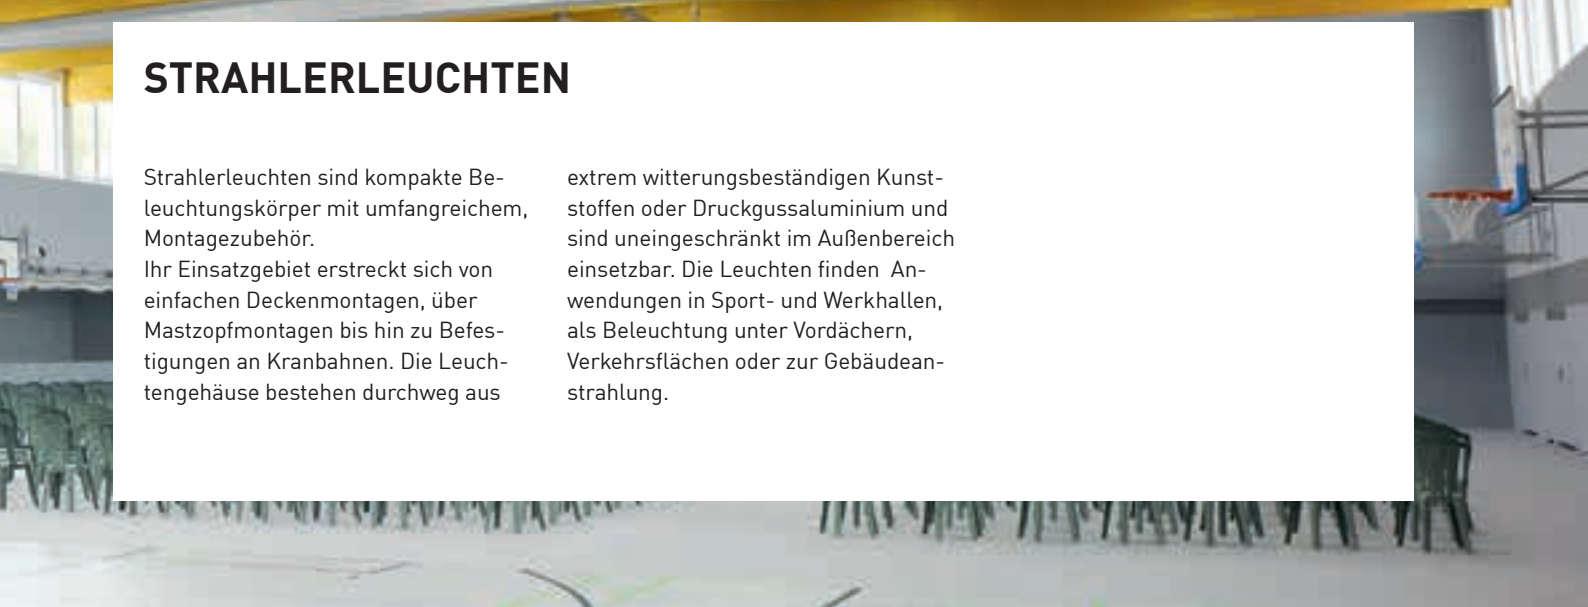 STRAHLERLEUCHTEN
Strahlerleuchten sind kompakte Be-
leuchtungskörper mit umfangreichem,
Montagezubehör.
Ihr Einsatzgebiet erstreckt sich von
einfachen Deckenmontagen, über
Mastzopfmontagen bis hin zu Befes-
tigungen an Kranbahnen. Die Leuch-
tengehäuse bestehen durchweg aus
extrem witterungsbeständigen Kunst-
stoffen oder Druckgussaluminium und
sind uneingeschränkt im Außenbereich
einsetzbar. Die Leuchten finden  An-
wendungen in Sport- und Werkhallen,
als Beleuchtung unter Vordächern,
Verkehrsflächen oder zur Gebäudean-
strahlung.